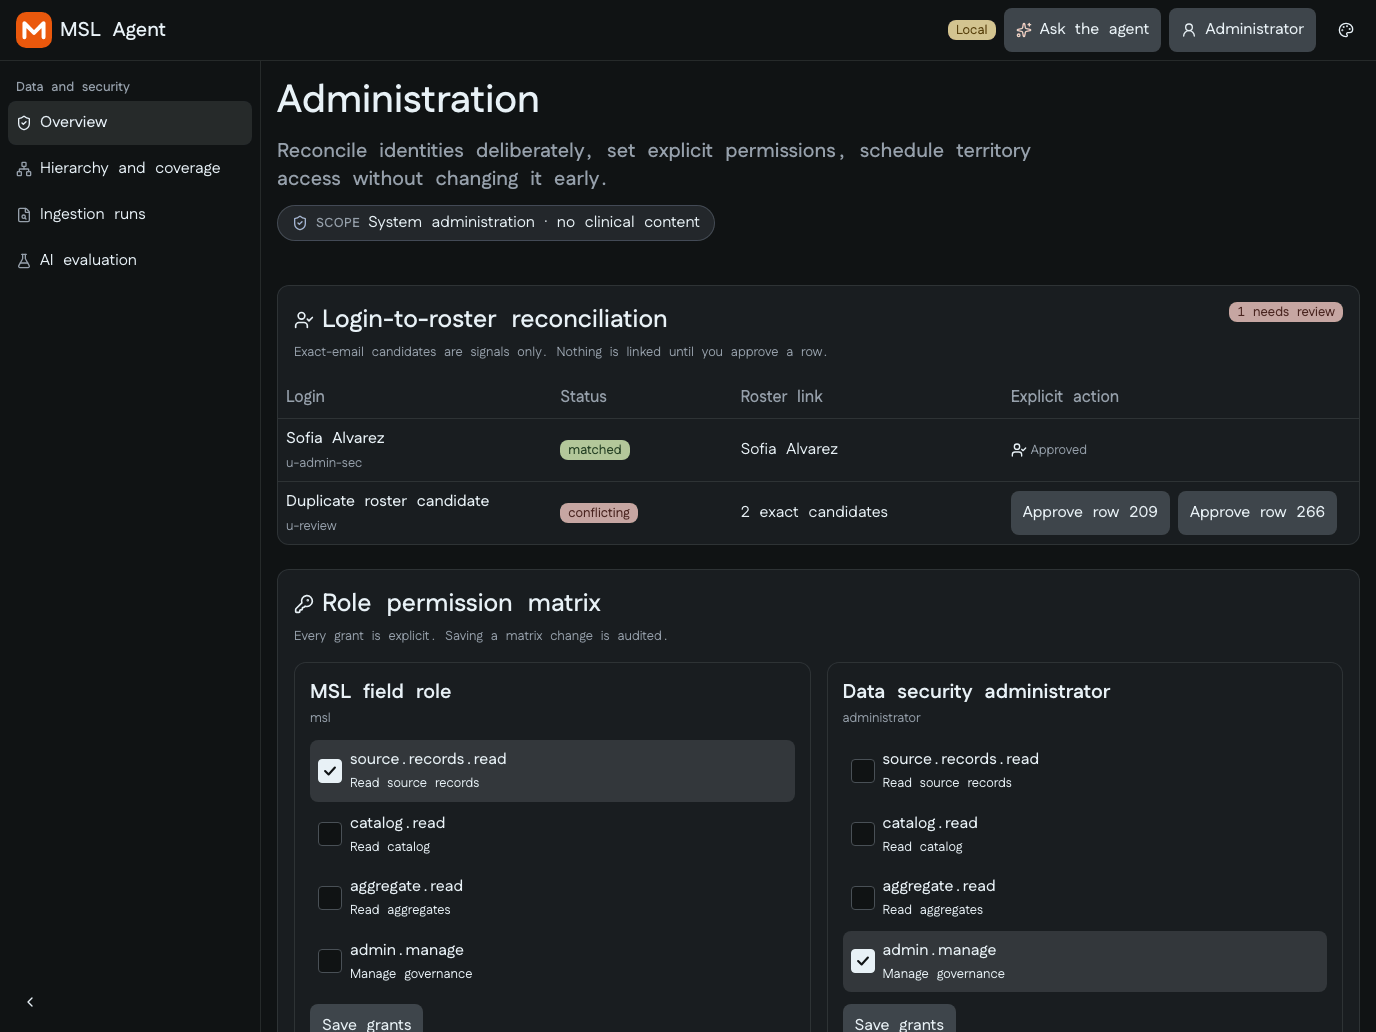 MSL Agent
Local
Ask the agent
Administrator
Data and security
Overview
Hierarchy and coverage
Ingestion runs
AI evaluation
Administration
Reconcile identities deliberately, set explicit permissions, schedule territory
access without changing it early.
SCOPE System administration · no clinical content
Login-to-roster reconciliation
1 needs review
Exact-email candidates are signals only. Nothing is linked until you approve a row.
Login Status Roster link Explicit action
Sofia Alvarez
u-admin-sec
matched
Sofia Alvarez
Approved
Duplicate roster candidate
u-review
conflicting
2 exact candidates
Approve row 209
Approve row 266
Role permission matrix
Every grant is explicit. Saving a matrix change is audited.
MSL field role
msl
source.records.read
Read source records
catalog.read
Read catalog
aggregate.read
Read aggregates
admin.manage
Manage governance
Save grants
Data security administrator
administrator
source.records.read
Read source records
catalog.read
Read catalog
aggregate.read
Read aggregates
admin.manage
Manage governance
Save grants